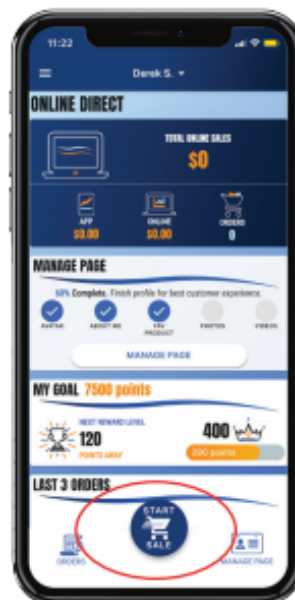 11:22
Derek S.
ONLINE DIRECT
TOTAL ONLINE SALES
$0
APP
$0.00
ONLINE
$0.00
ORDERS
0
MANAGE PAGE
60% Complete. Finish profile for best customer experience.
AVATAR
ABOUT ME
FAV PRODUCT
PHOTOS
VIDEOS
MANAGE PAGE
MY GOAL 7500 points
NEXT REWARD LEVEL
120
POINTS AWAY
400
280 points
LAST 3 ORDERS
START
SALE
ORDERS
MANAGE PAGE